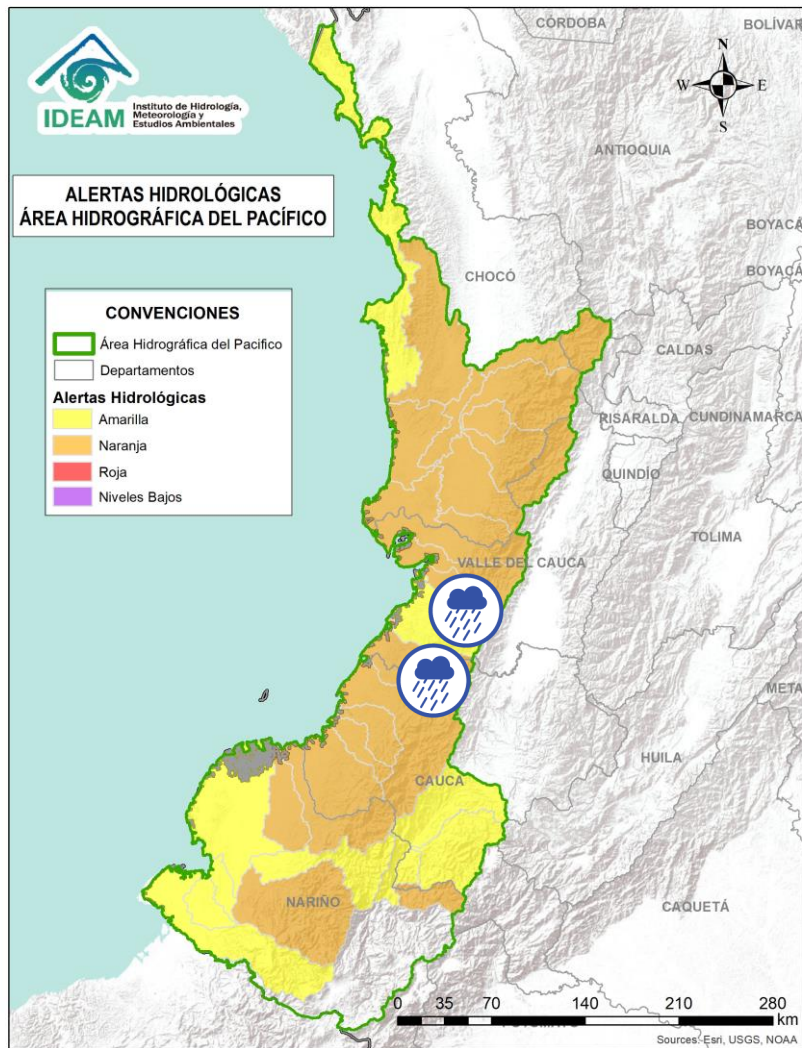 IDEAM
Instituto de Hidrología,
Meteorología y
Estudios Ambientales
ALERTAS HIDROLÓGICAS
ÁREA HIDROGRÁFICA DEL PACÍFICO
CONVENCIONES
Área Hidrográfica del Pacifico
Departamentos
Alertas Hidrológicas
Amarilla
Naranja
Roja
Niveles Bajos
N
W
E
S
CÓRDOBA
BOLÍVAR
ANTIOQUIA
BOYACÁ
BOYACÁ
CHOCÓ
CALDAS
RISARALDA
CUNDINAMARCA
QUINDÍO
TOLIMA
VALLE DEL CAUCA
META
HUILA
CAUCA
NARIÑO
CAQUETÁ
0 35 70 140 210 280
km
Sources: Esri, USGS, NOAA